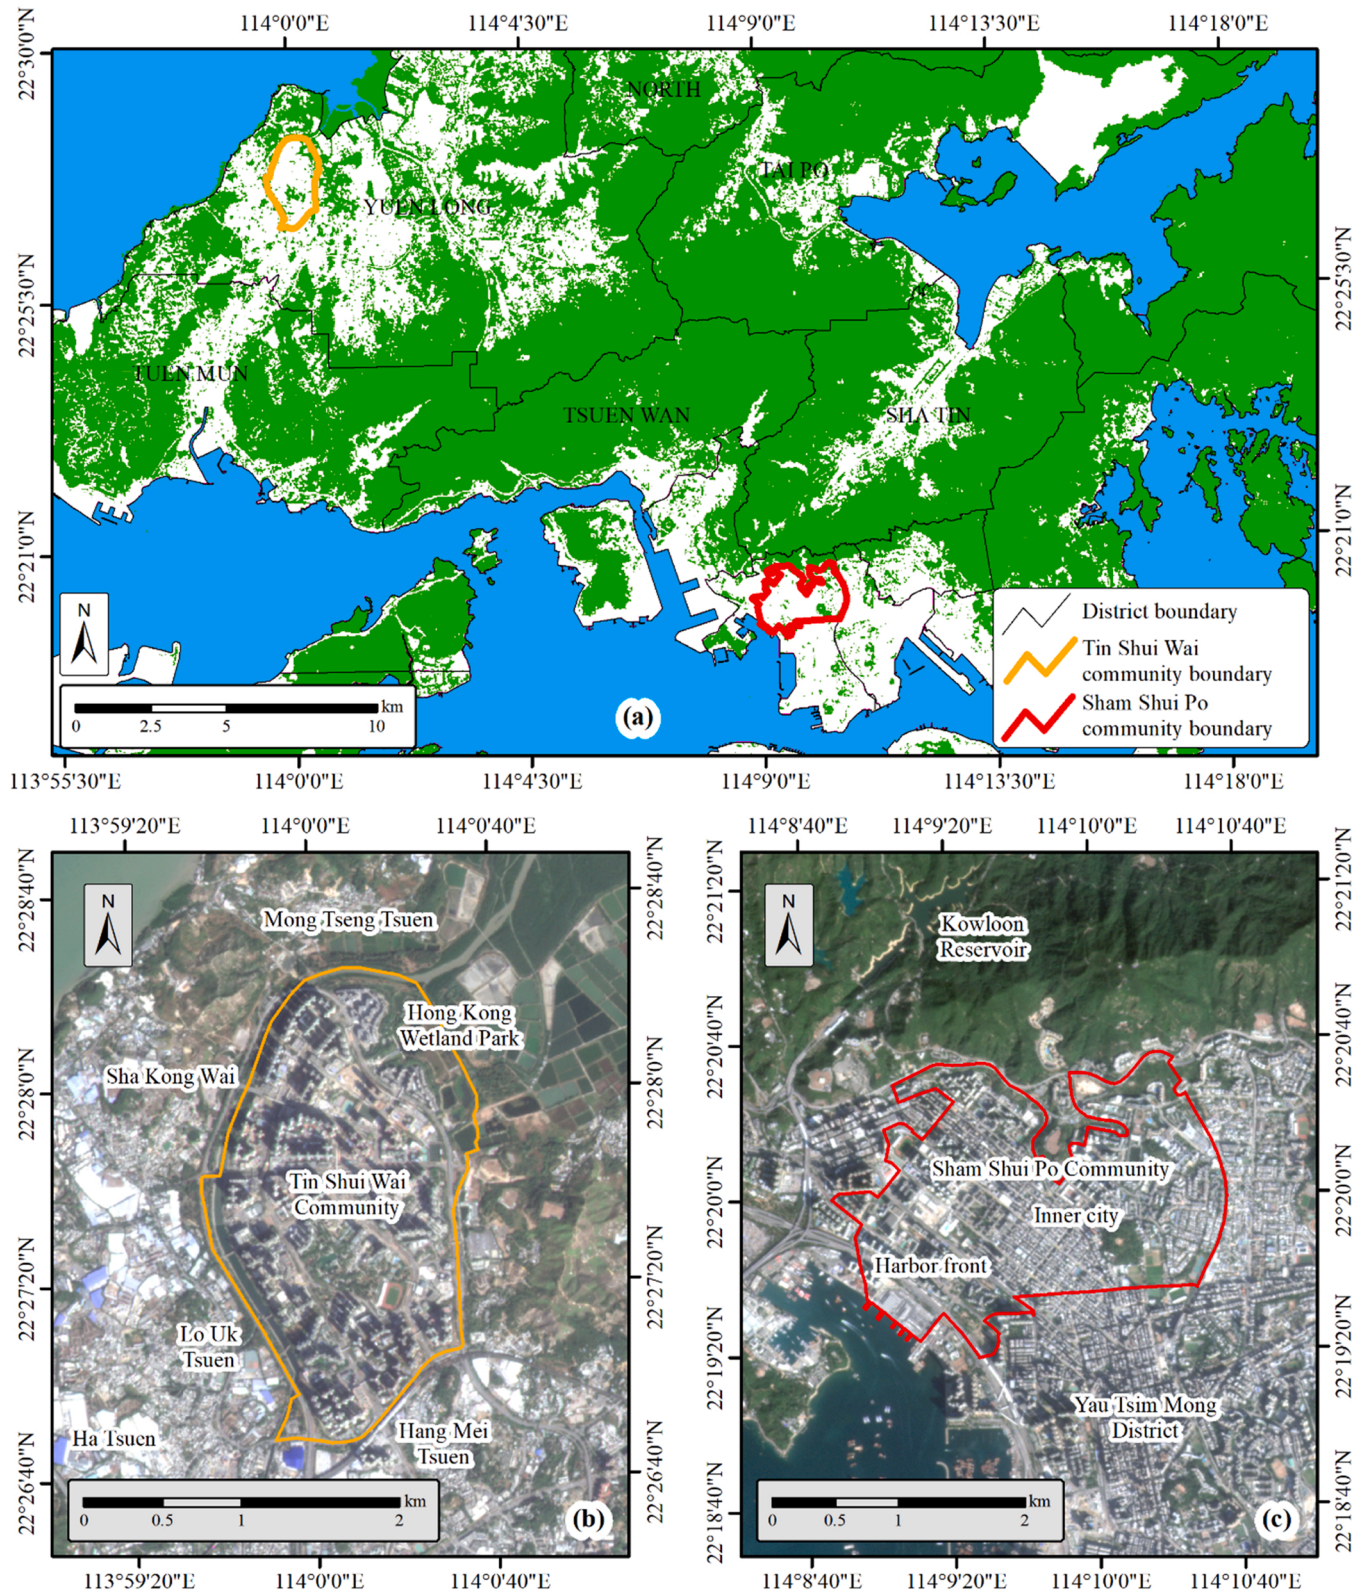 114°0'0"E
114°4'30"E
114°9'0"E
114°13'30"E
114°18'0"E
22°30'0"N
22°25'30"N
22°21'0"N
22°25'30"N
22°21'0"N
NORTH
TAI PO
YUEN LONG
TUEN MUN
TSUEN WAN
SHA TIN
N
km
0 2.5 5 10
(a)
District boundary
Tin Shui Wai
community boundary
Sham Shui Po
community boundary
113°55'30"E
114°0'0"E
114°4'30"E
114°9'0"E
114°13'30"E
114°18'0"E
113°59'20"E
114°0'0"E
114°0'40"E
22°28'40"N
22°28'0"N
22°27'20"N
22°26'40"N
22°28'40"N
22°28'0"N
22°27'20"N
22°26'40"N
N
Mong Tseng Tsuen
Hong Kong
Wetland Park
Sha Kong Wai
Tin Shui Wai
Community
Lo Uk
Tsuen
Ha Tsuen
Hang Mei
Tsuen
km
0 0.5 1 2
(b)
113°59'20"E
114°0'0"E
114°0'40"E
114°8'40"E
114°9'20"E
114°10'0"E
114°10'40"E
22°21'20"N
22°20'40"N
22°20'0"N
22°19'20"N
22°18'40"N
22°21'20"N
22°20'40"N
22°20'0"N
22°19'20"N
22°18'40"N
N
Kowloon
Reservoir
Sham Shui Po Community
Inner city
Harbor front
Yau Tsim Mong
District
km
0 0.5 1 2
(c)
114°8'40"E
114°9'20"E
114°10'0"E
114°10'40"E